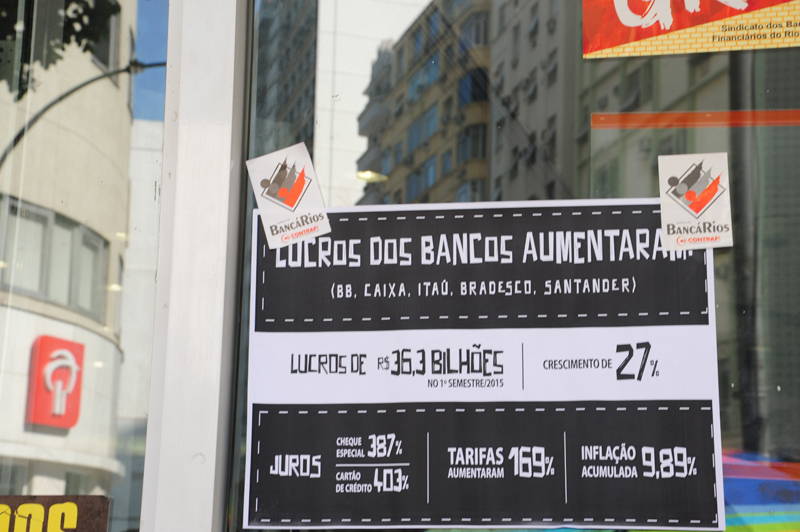 Sindicato dos Ban
Financiários do Rio
BANCÁRIOS
CONTRAF
BANCÁRIOS
CONTRAF
LUCROS DOS BANCOS AUMENTARAM:
(BB, CAIXA, ITAÚ, BRADESCO, SANTANDER)
LUCROS DE R$ 36,3 BILHÕES
NO 1º SEMESTRE/2015
CRESCIMENTO DE 27%
JUROS
CHEQUE ESPECIAL 387%
CARTÃO DE CRÉDITO 403%
TARIFAS AUMENTARAM 169%
INFLAÇÃO ACUMULADA 9,89%